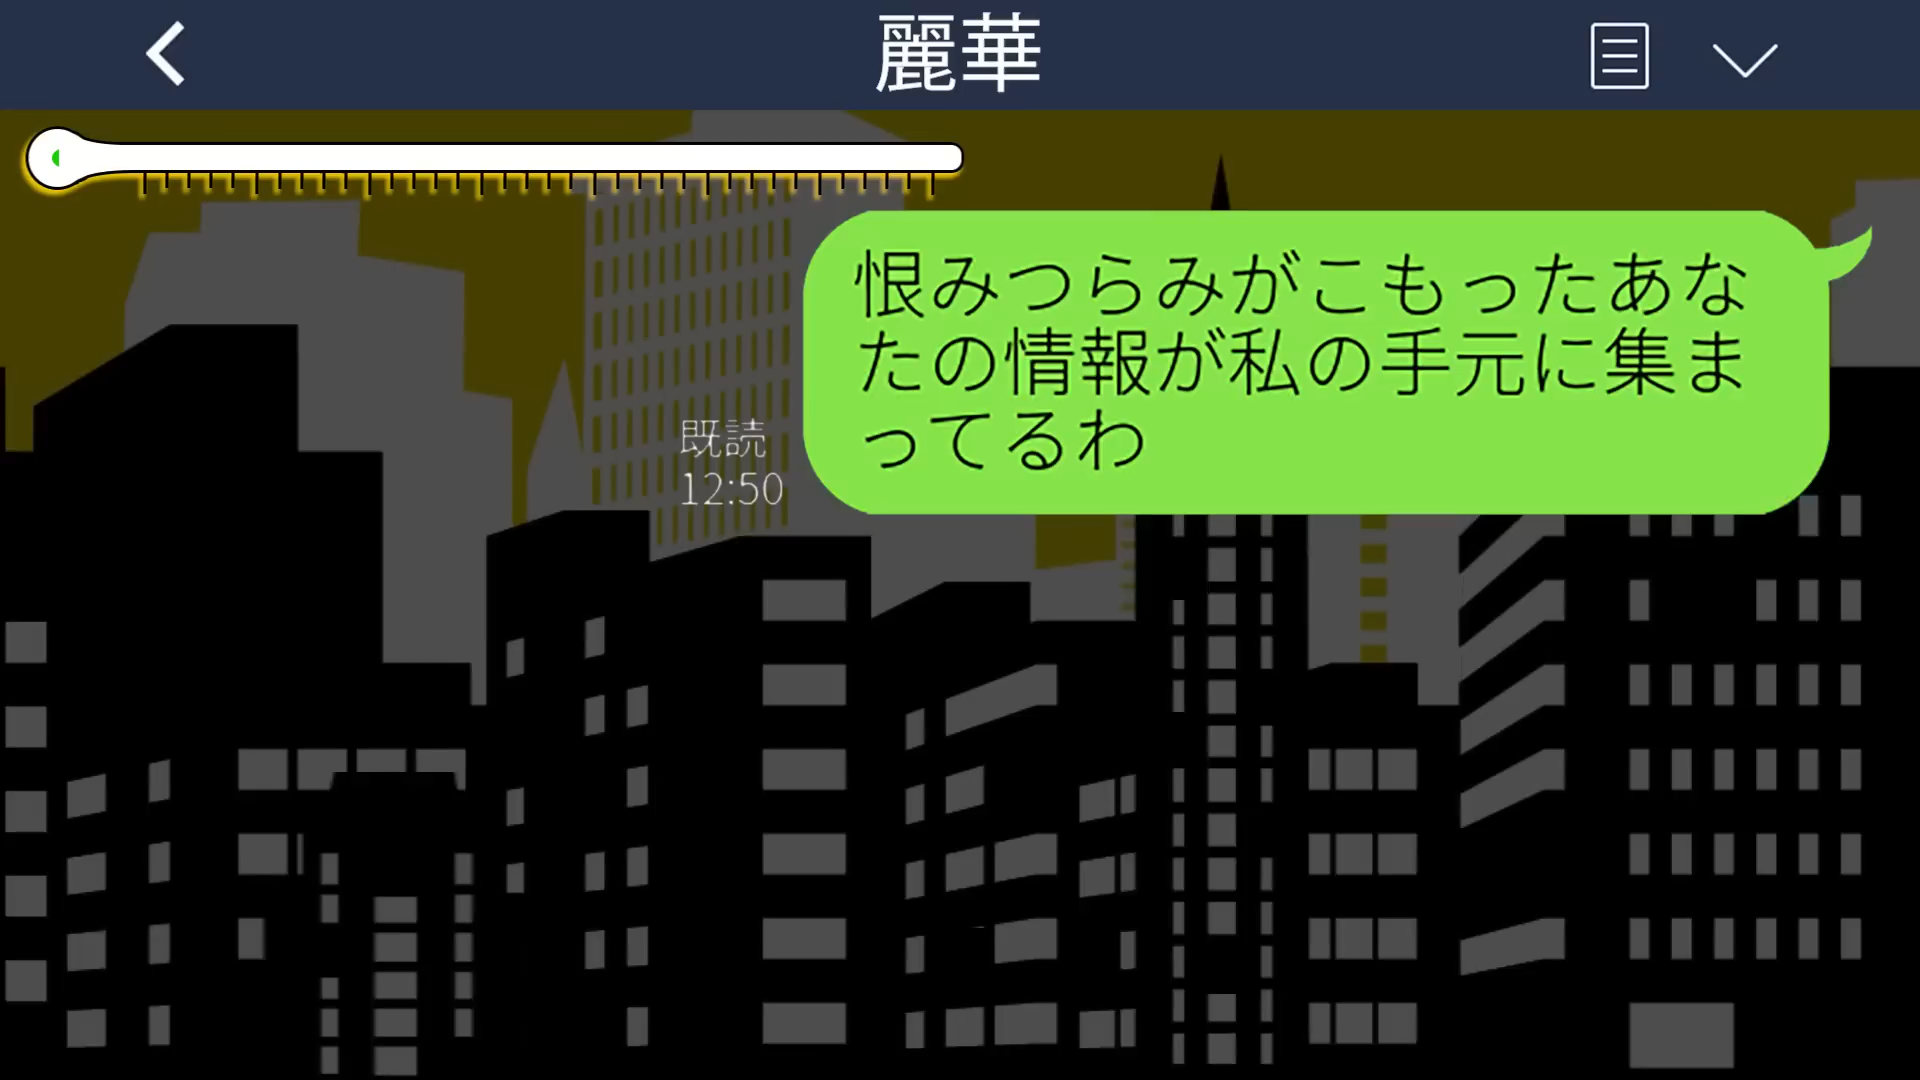 麗華
恨みつらみがこもったあな
たの情報が私の手元に集ま
ってるわ
既読
12:50